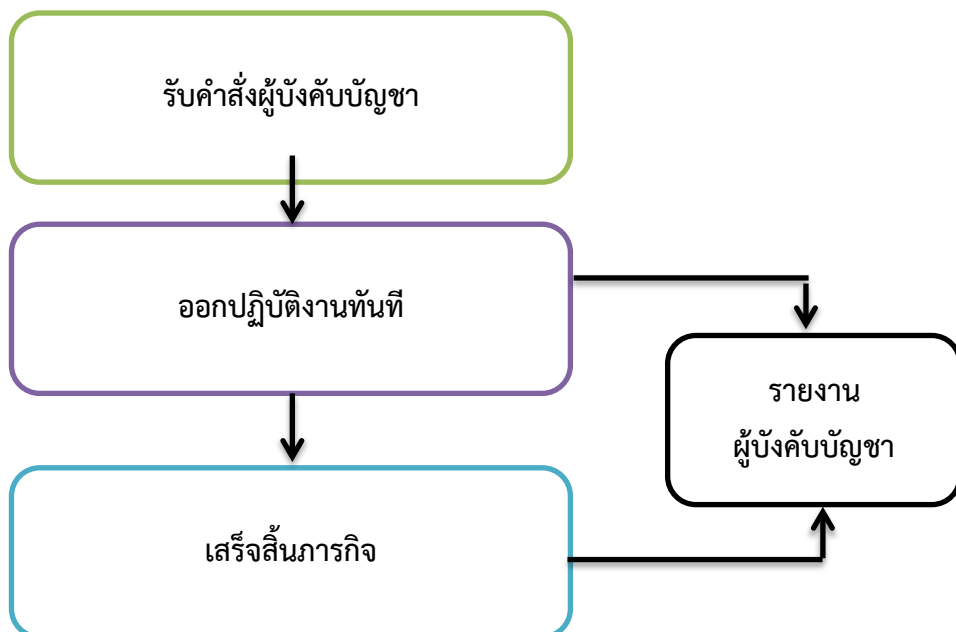 รับคำสั่งผู้บังคับบัญชา
ออกปฏิบัติงานทันที
รายงาน
ผู้บังคับบัญชา
เสร็จสิ้นภารกิจ